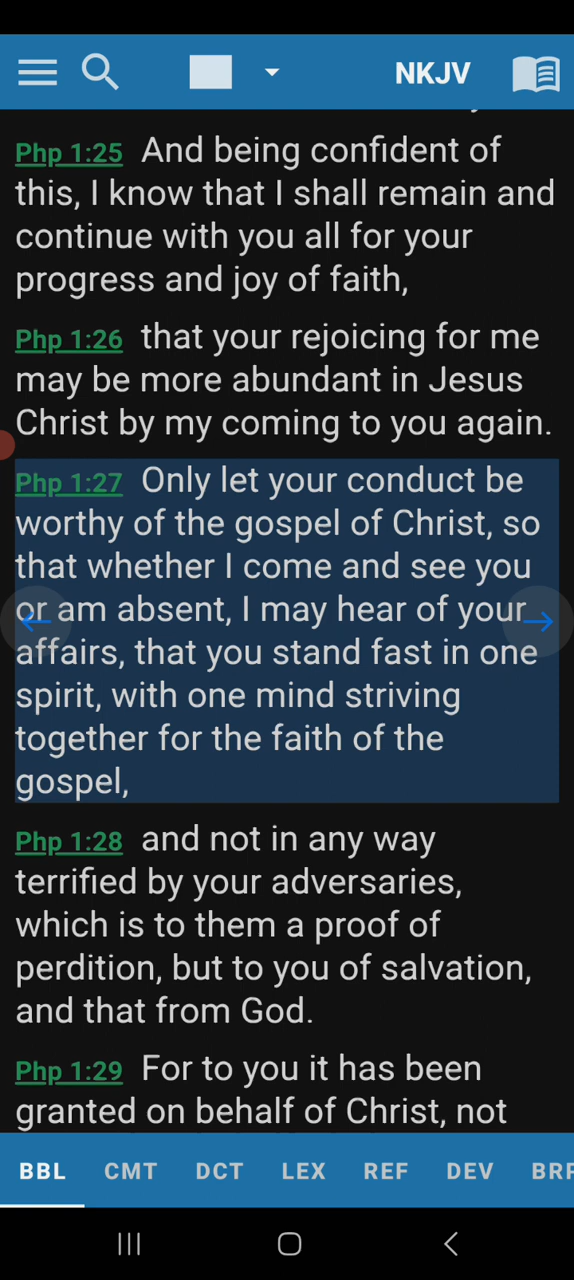 NKJV
Php 1:25 And being confident of
this, I know that I shall remain and
continue with you all for your
progress and joy of faith,
Php 1:26 that your rejoicing for me
may be more abundant in Jesus
Christ by my coming to you again.
Php 1:27 Only let your conduct be
worthy of the gospel of Christ, so
that whether I come and see you
or am absent, I may hear of your
affairs, that you stand fast in one
spirit, with one mind striving
together for the faith of the
gospel,
Php 1:28 and not in any way
terrified by your adversaries,
which is to them a proof of
perdition, but to you of salvation,
and that from God.
Php 1:29 For to you it has been
granted on behalf of Christ, not
BBL CMT DCT LEX REF DEV BRP